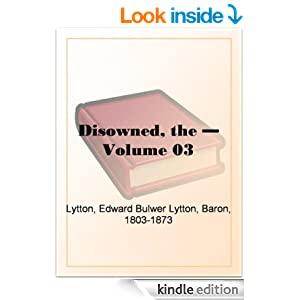 Look inside
Disowned, the —
Volume 03
Lytton, Edward Bulwer Lytton, Baron,
1803-1873
kindle edition